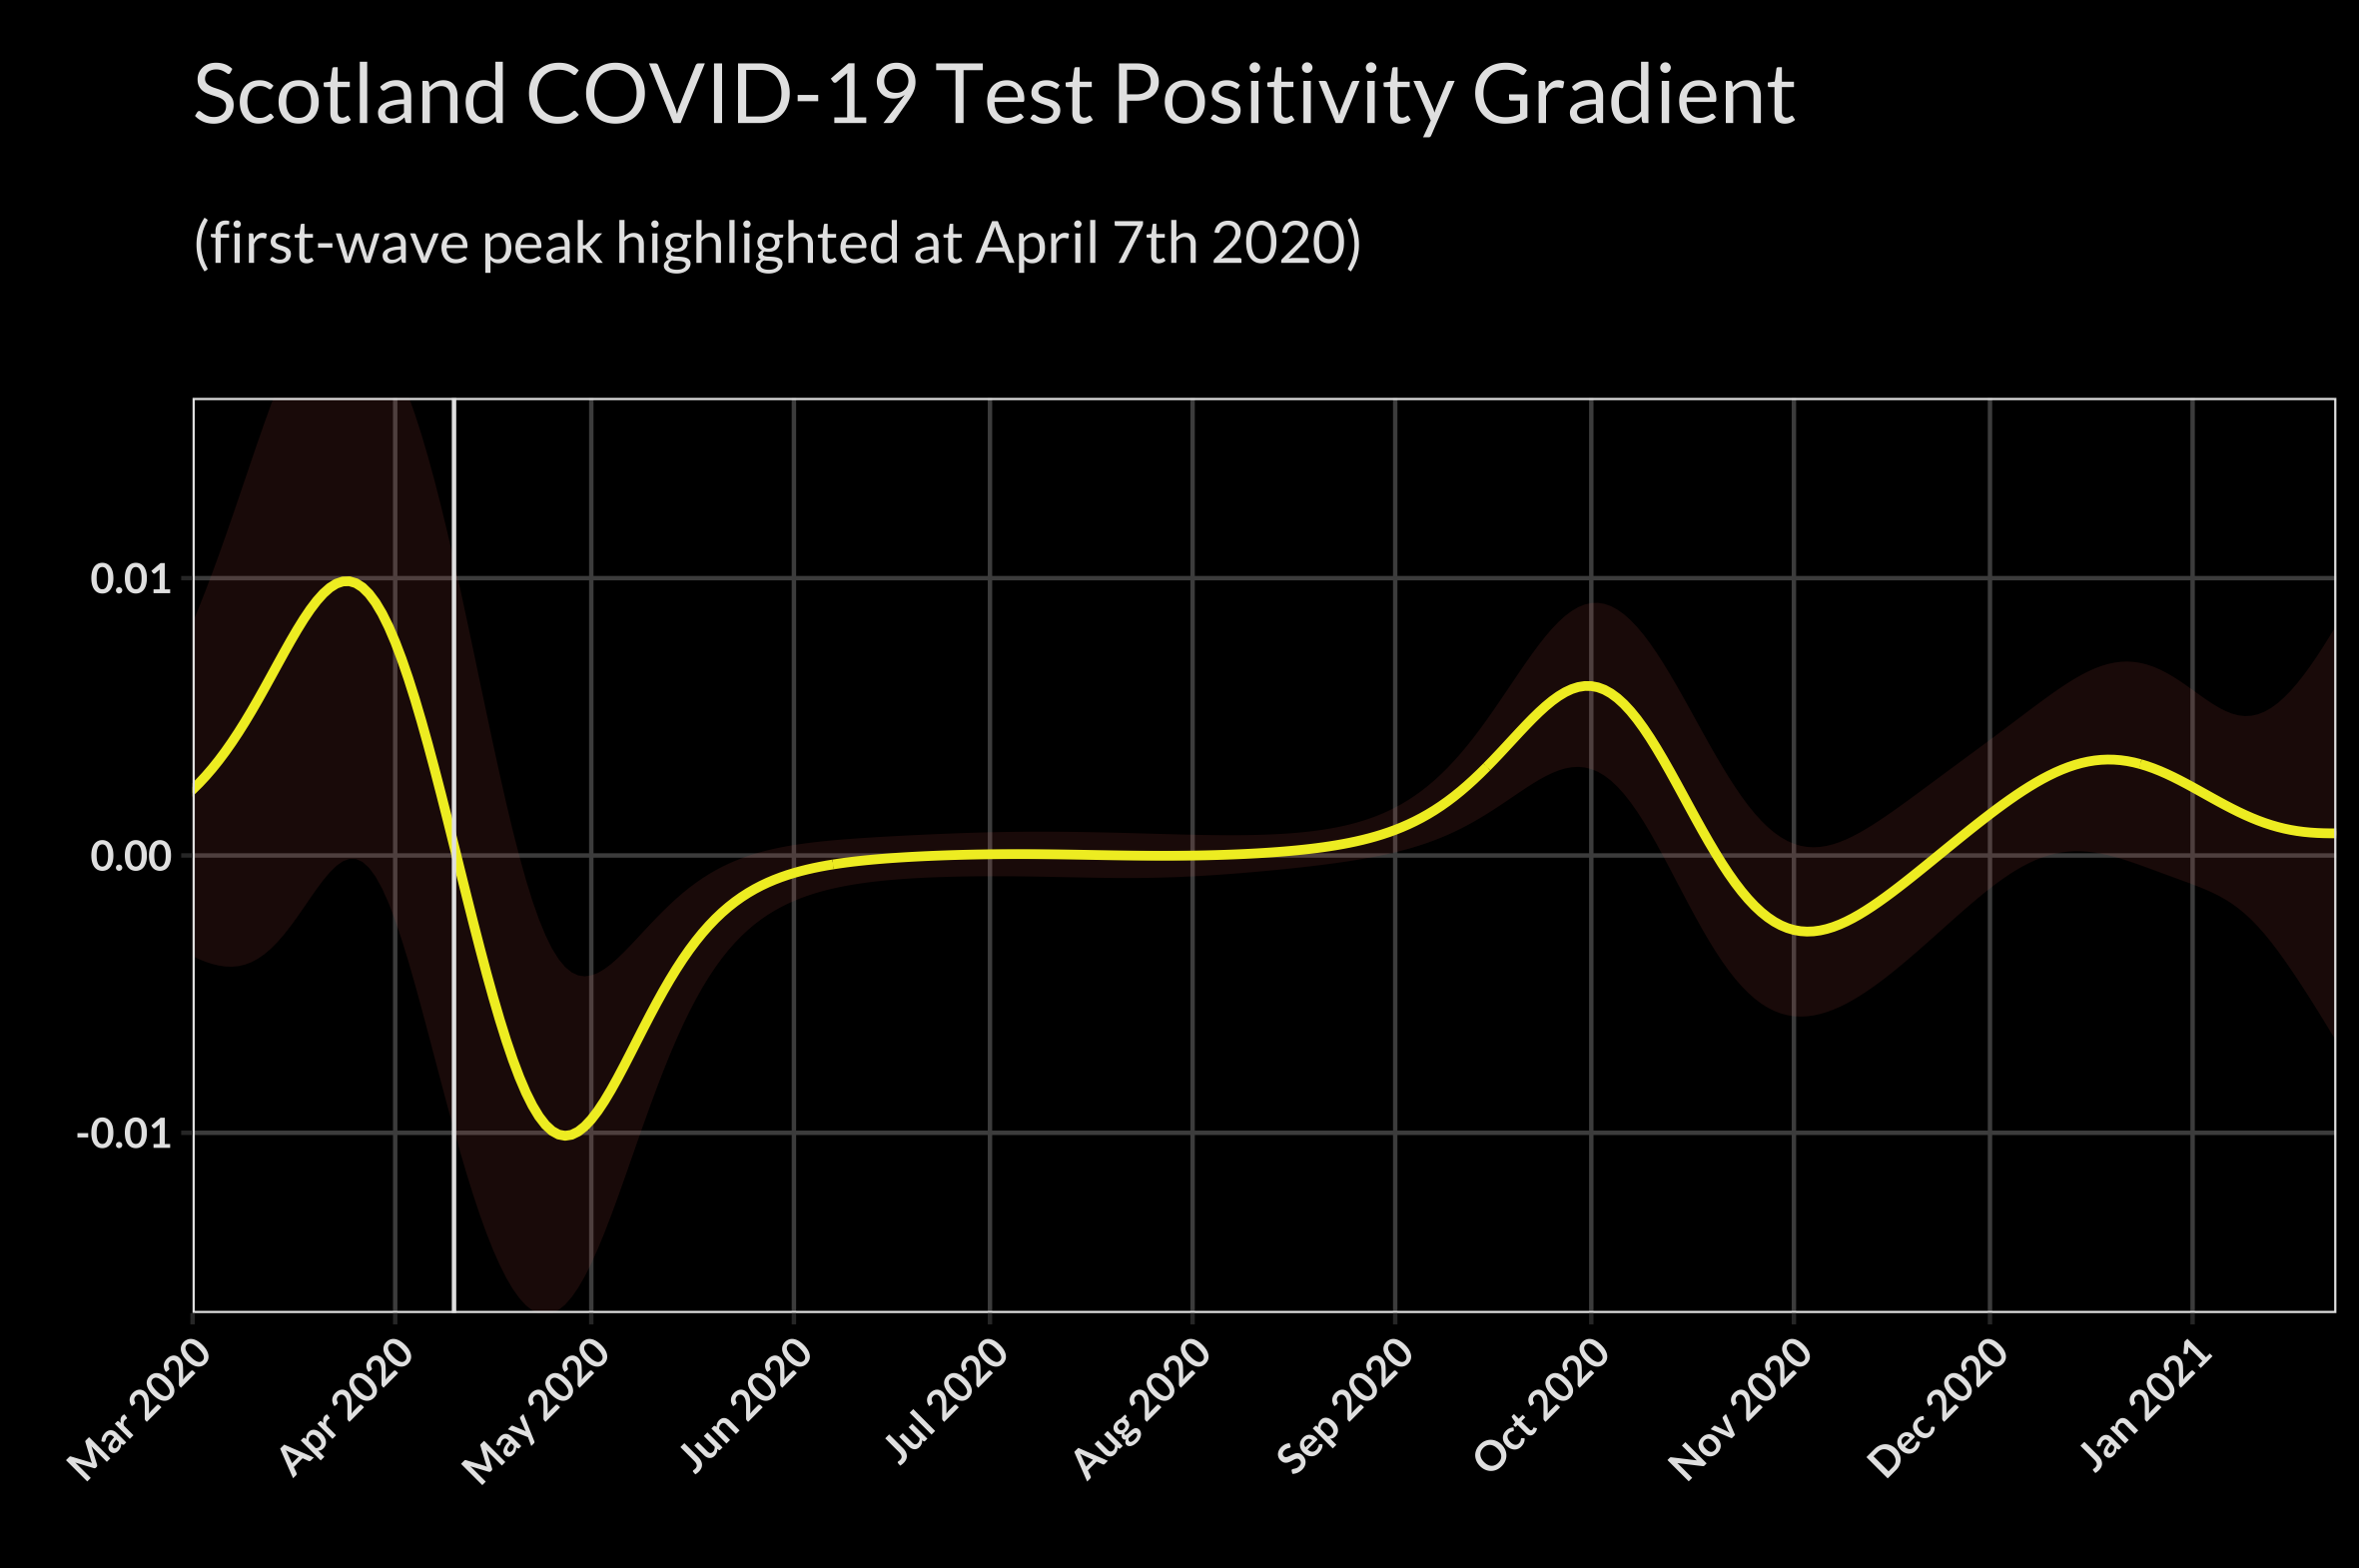 Scotland COVID-19 Test Positivity Gradient
(first-wave peak highlighted at April 7th 2020)
0.01
0.00
-0.01
Mar 2020
Apr 2020
May 2020
Jun 2020
Jul 2020
Aug 2020
Sep 2020
Oct 2020
Nov 2020
Dec 2020
Jan 2021